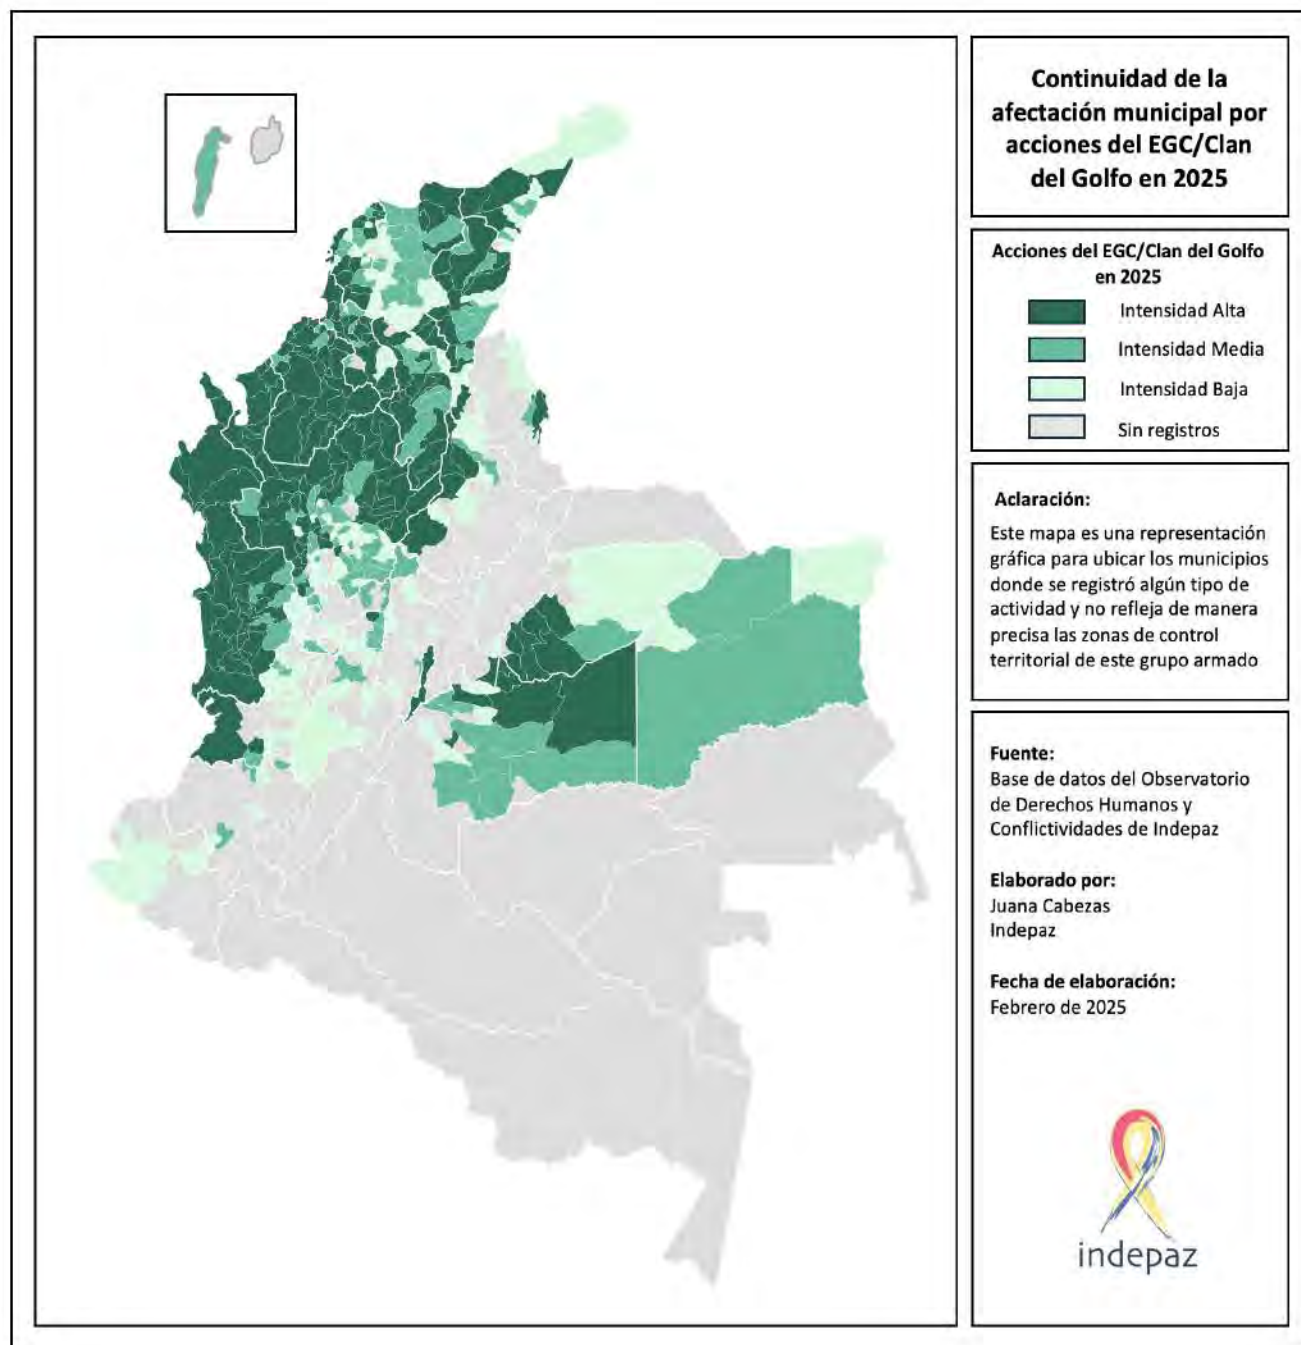 Continuidad de la
afectación municipal por
acciones del EGC/Clan
del Golfo en 2025
Acciones del EGC/Clan del Golfo
en 2025
Intensidad Alta
Intensidad Media
Intensidad Baja
Sin registros
Aclaración:
Este mapa es una representación
gráfica para ubicar los municipios
donde se registró algún tipo de
actividad y no refleja de manera
precisa las zonas de control
territorial de este grupo armado
Fuente:
Base de datos del Observatorio
de Derechos Humanos y
Conflictividades de Indepaz
Elaborado por:
Juana Cabezas
Indepaz
Fecha de elaboración:
Febrero de 2025
indepaz